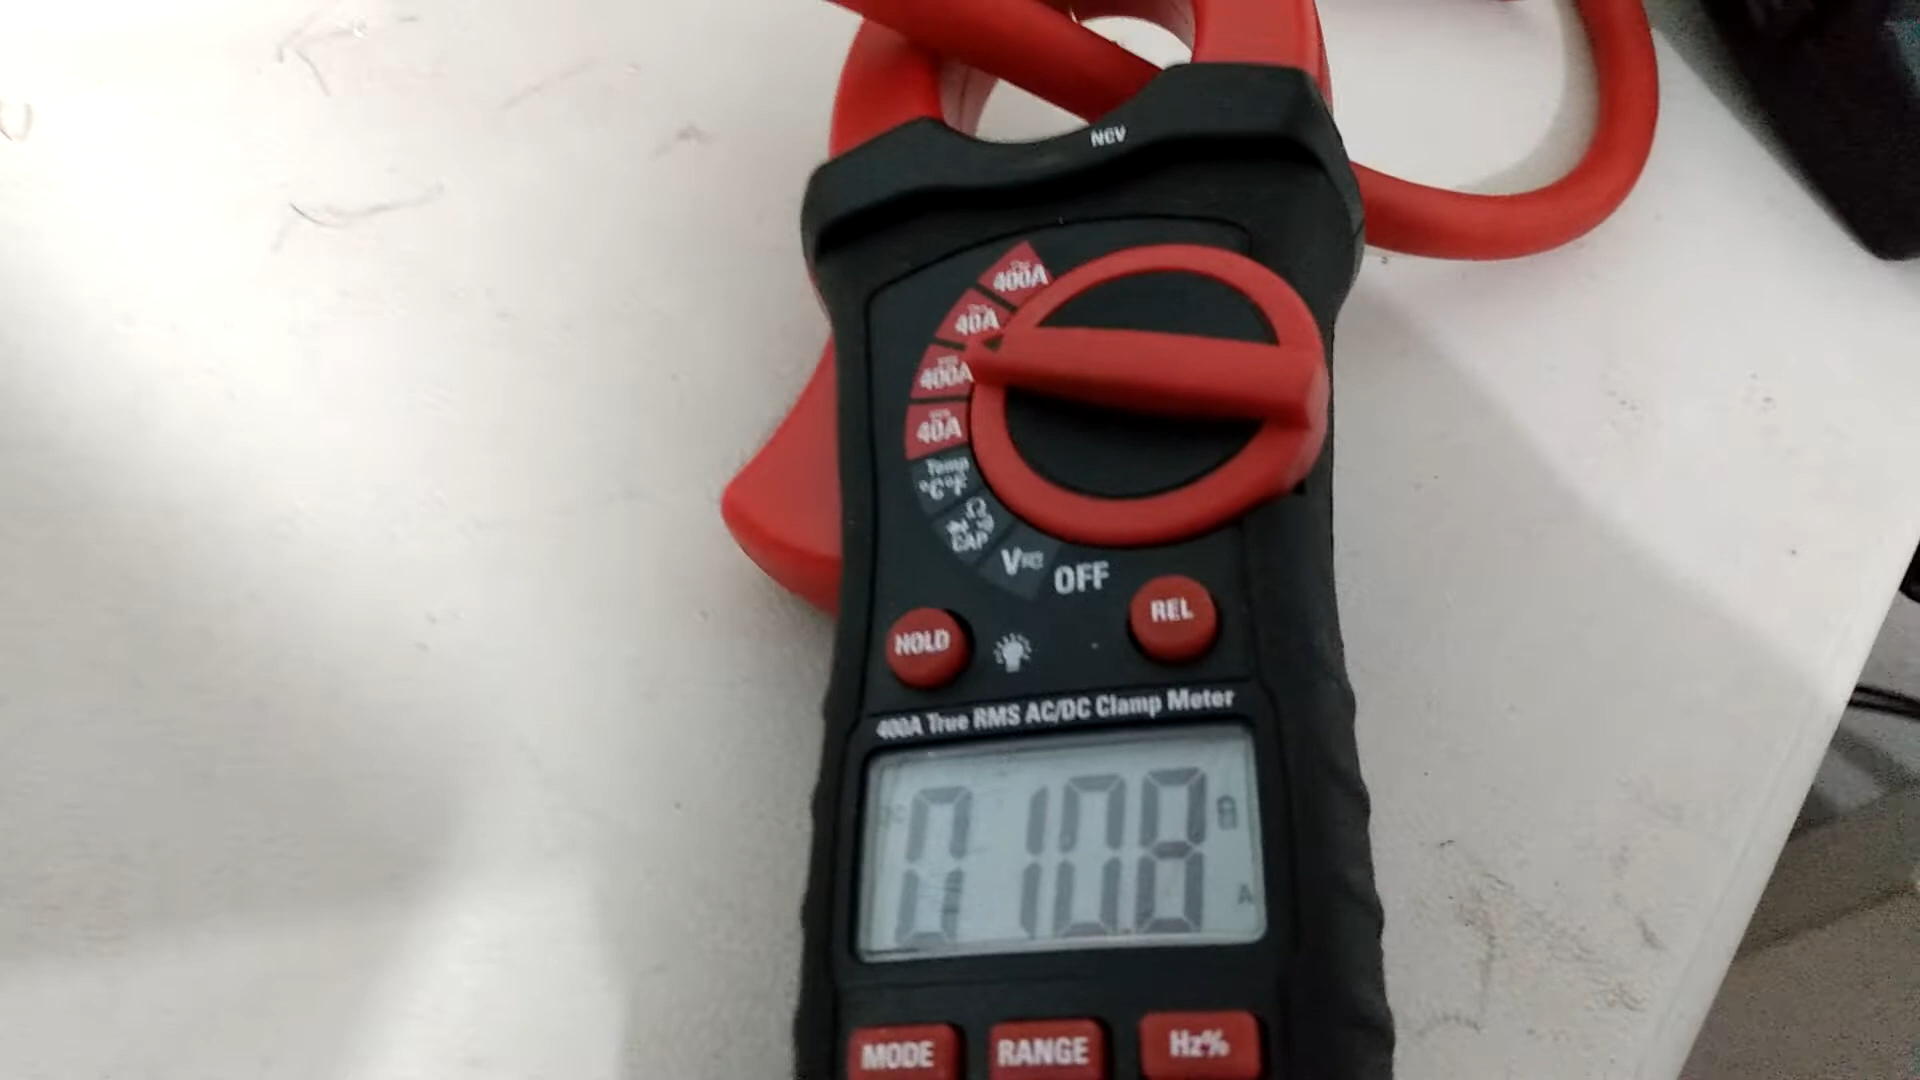 NCV
400A
40A
400A
40A
Temp
°C°F
Ω
CAP
V
OFF
HOLD
REL
400A True RMS AC/DC Clamp Meter
0108
A
MODE
RANGE
Hz%